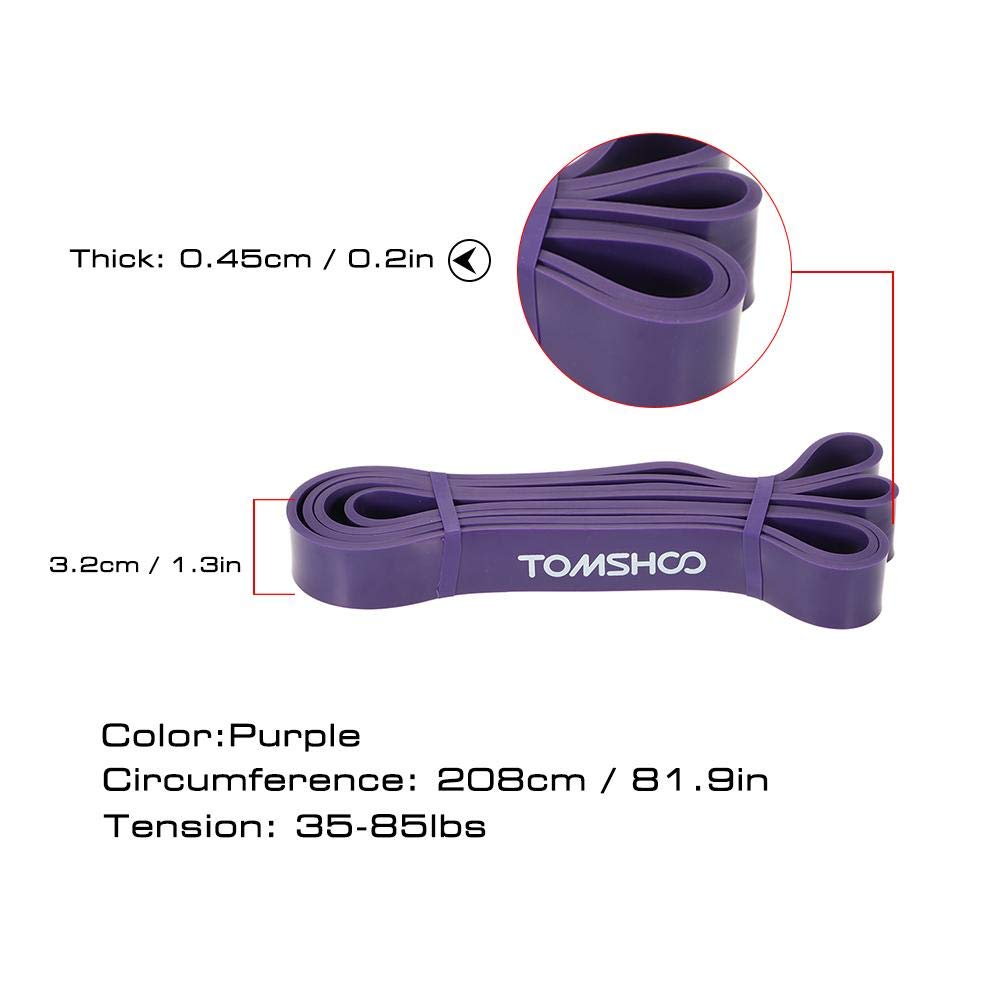 Thick: 0.45cm / 0.2in
3.2cm / 1.3in
TOMSHOO
Color:Purple
Circumference: 208cm / 81.9in
Tension: 35-85lbs